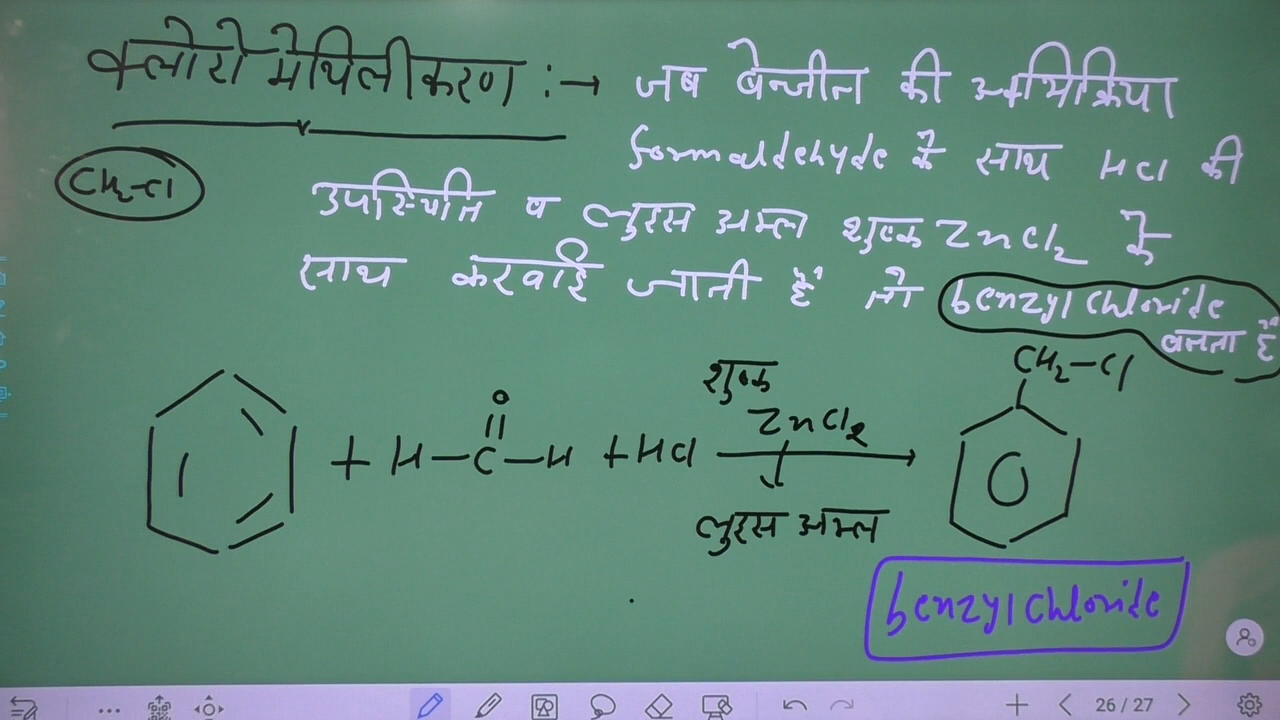 क्लोरो मेथिलीकरण :→ जब बेन्जीन की अभिक्रिया
formaldehyde के साथ HCl की
CH₂-Cl
उपस्थिति व लुइस अम्ल शुष्क ZnCl₂ के
साथ करवाई जाती हैं तो benzyl chloride
बनता हैं
CH₂-Cl
शुष्क
O
ZnCl₂
+ H-C-H + HCl
लुइस अम्ल
benzyl chloride
26 / 27